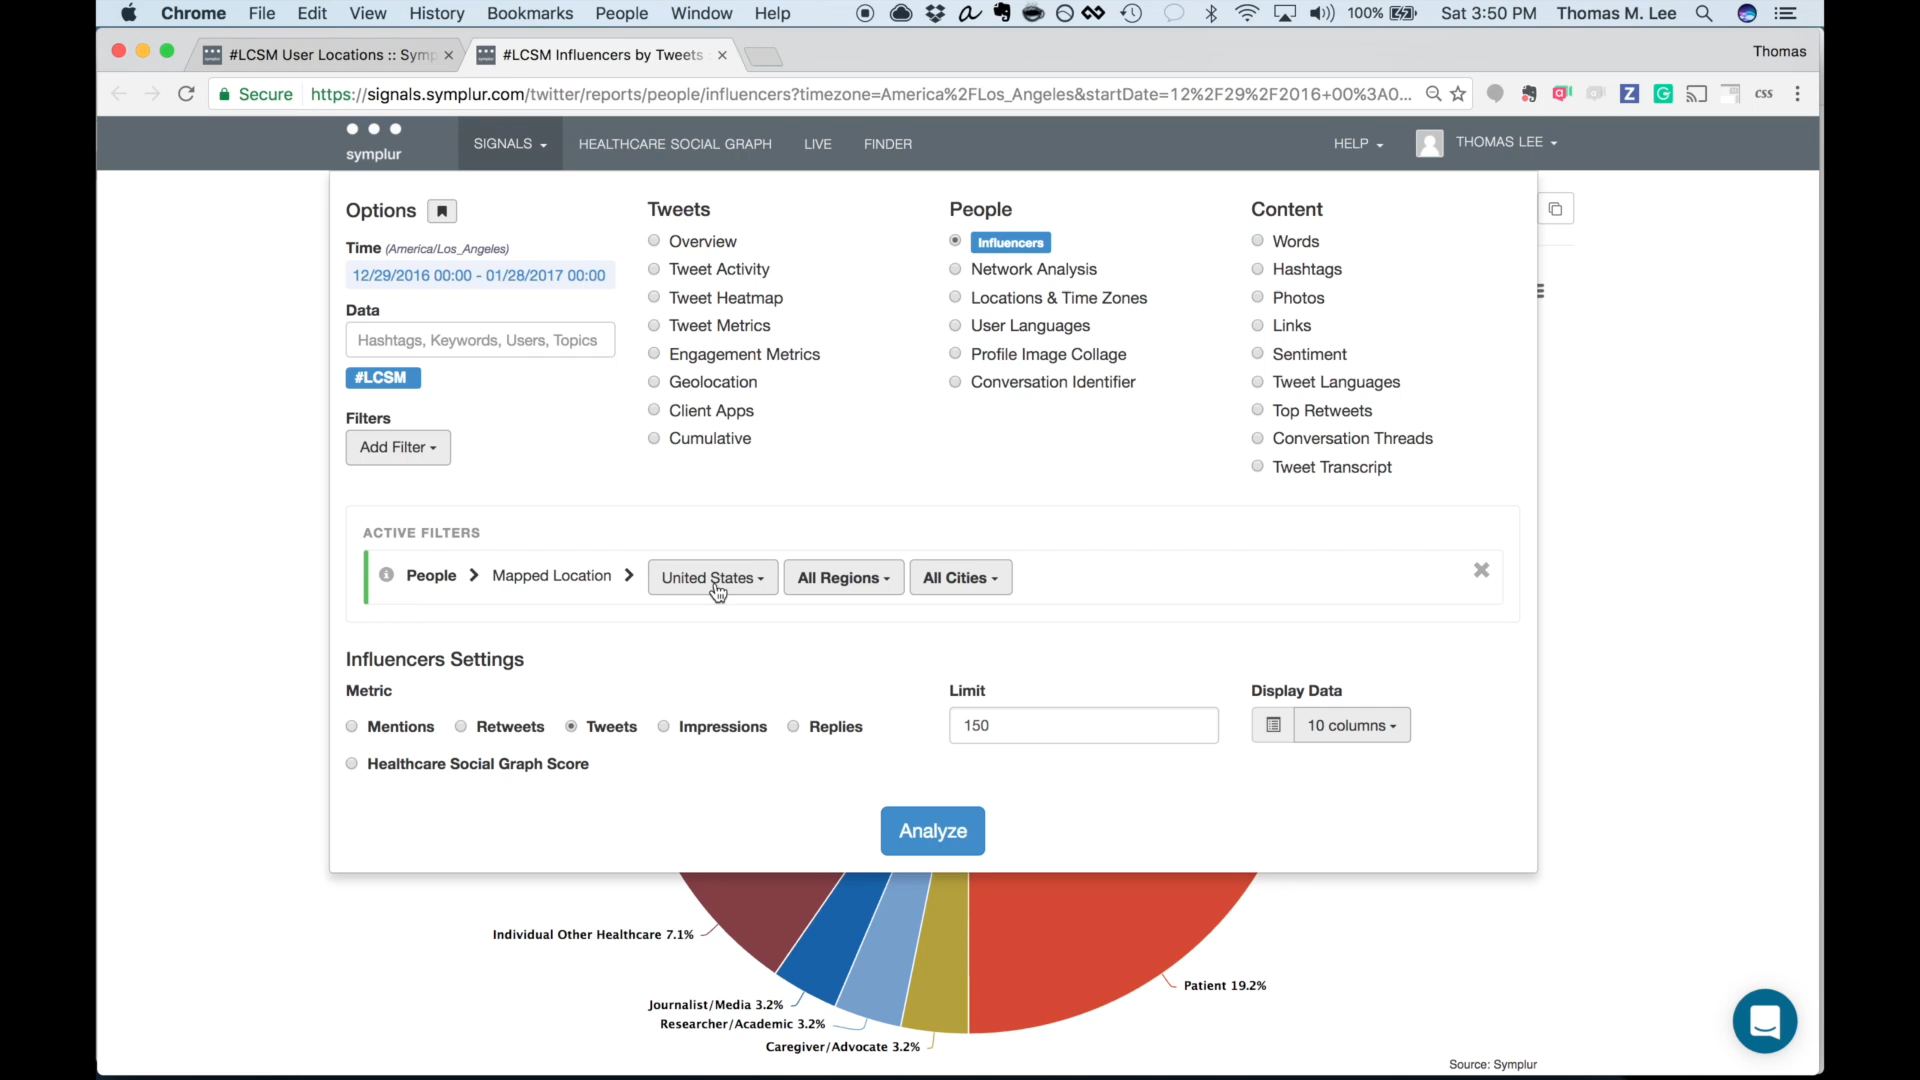 Chrome File Edit View History Bookmarks People Window Help 100% Sat 3:50 PM Thomas M. Lee
#LCSM User Locations :: Symp #LCSM Influencers by Tweets Thomas
Secure https://signals.symplur.com/twitter/reports/people/influencers?timezone=America%2FLos_Angeles&startDate=12%2F29%2F2016+00%3A0... css
symplur SIGNALS HEALTHCARE SOCIAL GRAPH LIVE FINDER HELP THOMAS LEE
Options
Time (America/Los_Angeles)
12/29/2016 00:00 - 01/28/2017 00:00
Data
Hashtags, Keywords, Users, Topics
#LCSM
Filters
Add Filter
Tweets
Overview
Tweet Activity
Tweet Heatmap
Tweet Metrics
Engagement Metrics
Geolocation
Client Apps
Cumulative
People
Influencers
Network Analysis
Locations & Time Zones
User Languages
Profile Image Collage
Conversation Identifier
Content
Words
Hashtags
Photos
Links
Sentiment
Tweet Languages
Top Retweets
Conversation Threads
Tweet Transcript
ACTIVE FILTERS
People Mapped Location United States All Regions All Cities
Influencers Settings
Metric
Mentions Retweets Tweets Impressions Replies
Healthcare Social Graph Score
Limit
150
Display Data
10 columns
Analyze
Individual Other Healthcare 7.1%
Journalist/Media 3.2%
Researcher/Academic 3.2%
Caregiver/Advocate 3.2%
Patient 19.2%
Source: Symplur